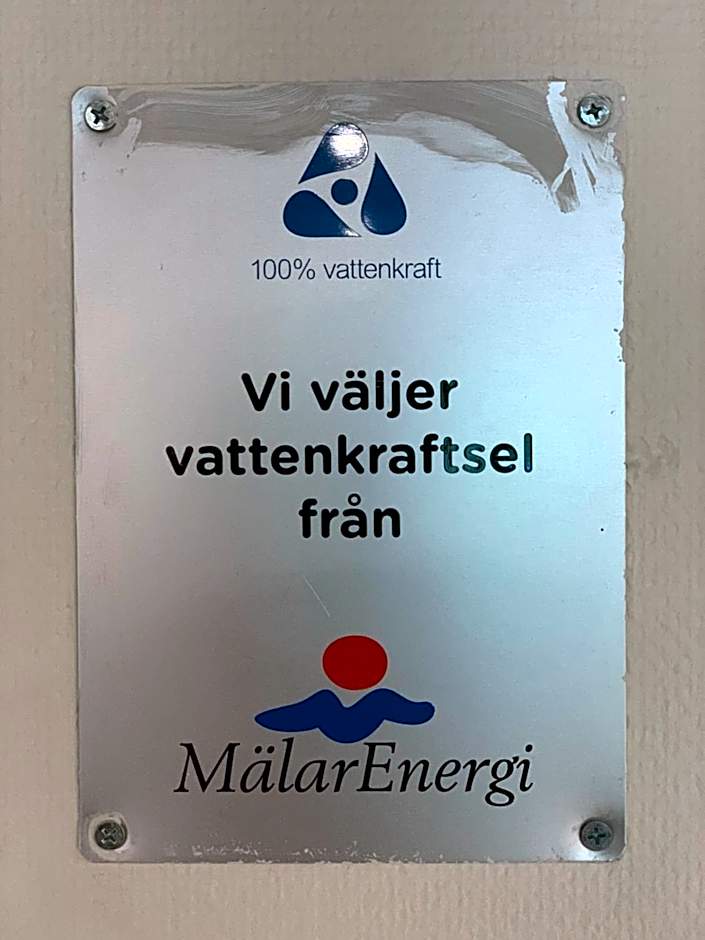 100% vattenkraft
Vi väljer
vattenkraftsel
från
MälarEnergi